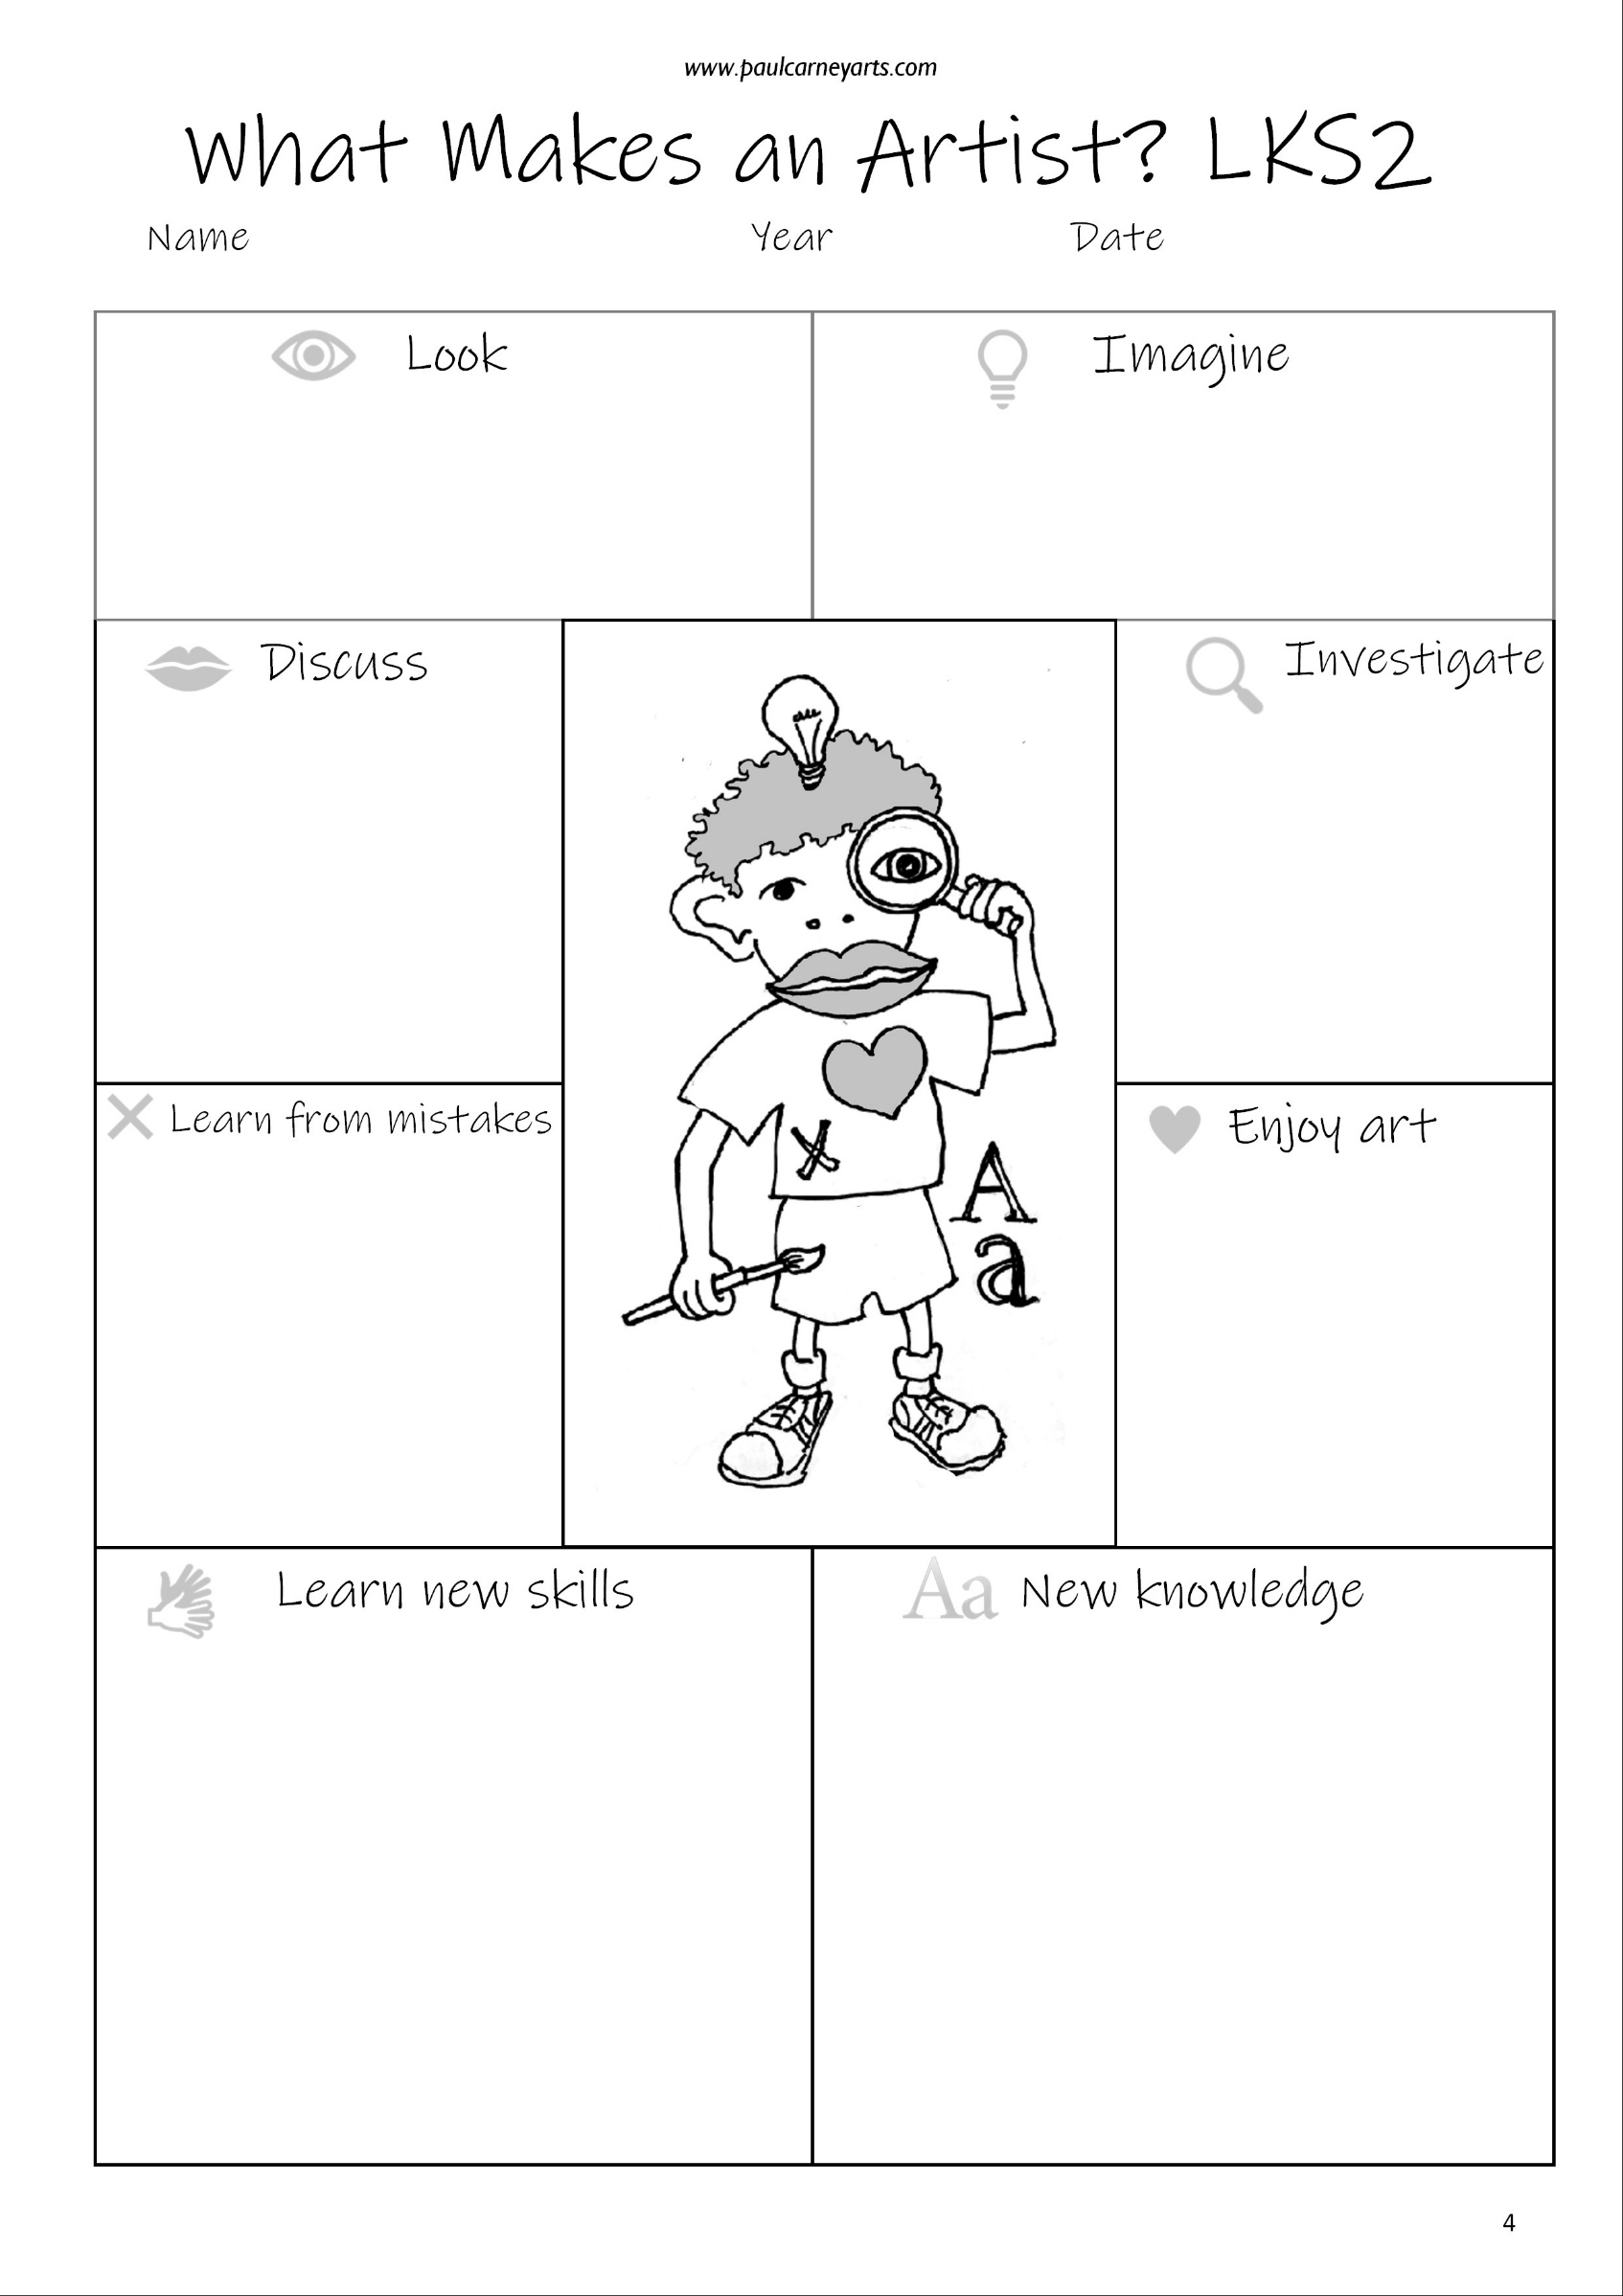 www.paulcarneyarts.com
What Makes an Artist? LKS2
Name Year Date
Look
Imagine
Discuss
Investigate
X
A
a
Learn from mistakes
Enjoy art
Learn new skills
Aa New knowledge
4